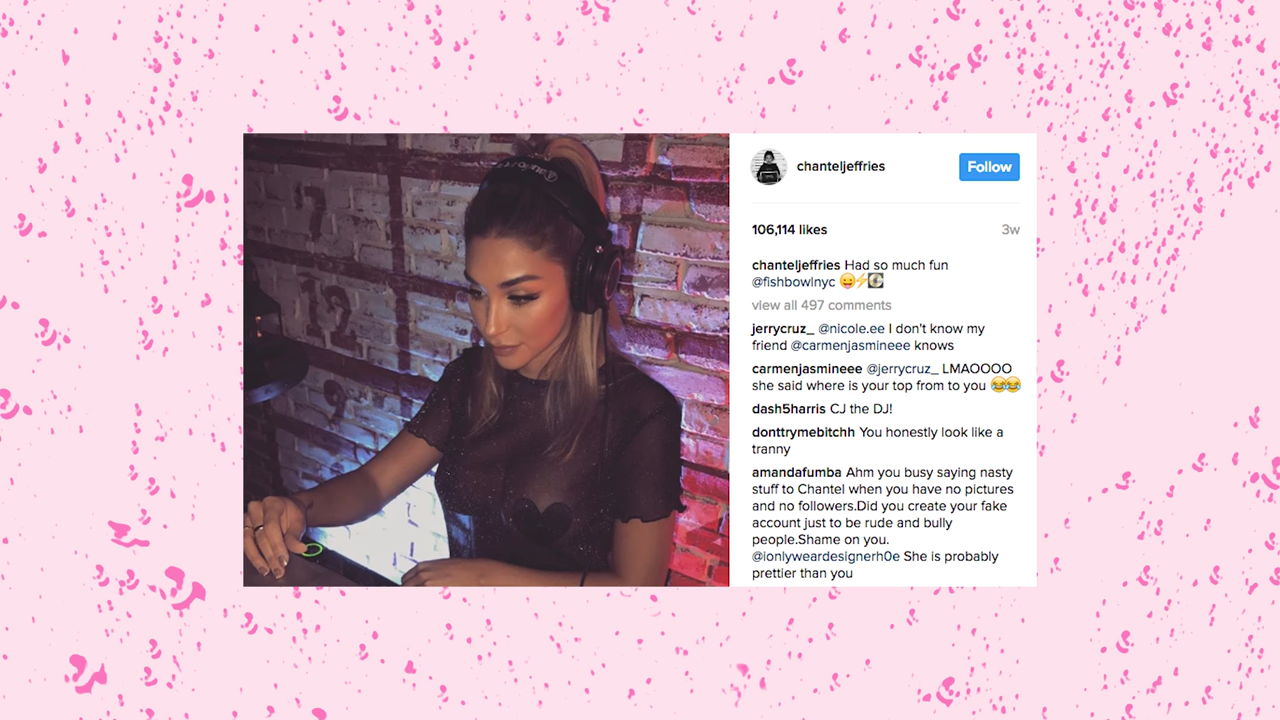 chanteljeffries
Follow
106,114 likes
3w
chanteljeffries Had so much fun
@fishbowlnyc 😜⚡💽
view all 497 comments
jerrycruz_ @nicole.ee I don't know my
friend @carmenjasmineee knows
carmenjasmineee @jerrycruz_ LMAOOOO
she said where is your top from to you 😂😂
dash5harris CJ the DJ!
donttrymebitchh You honestly look like a
tranny
amandafumba Ahm you busy saying nasty
stuff to Chantel when you have no pictures
and no followers.Did you create your fake
account just to be rude and bully
people.Shame on you.
@ionlyweardesignerh0e She is probably
prettier than you